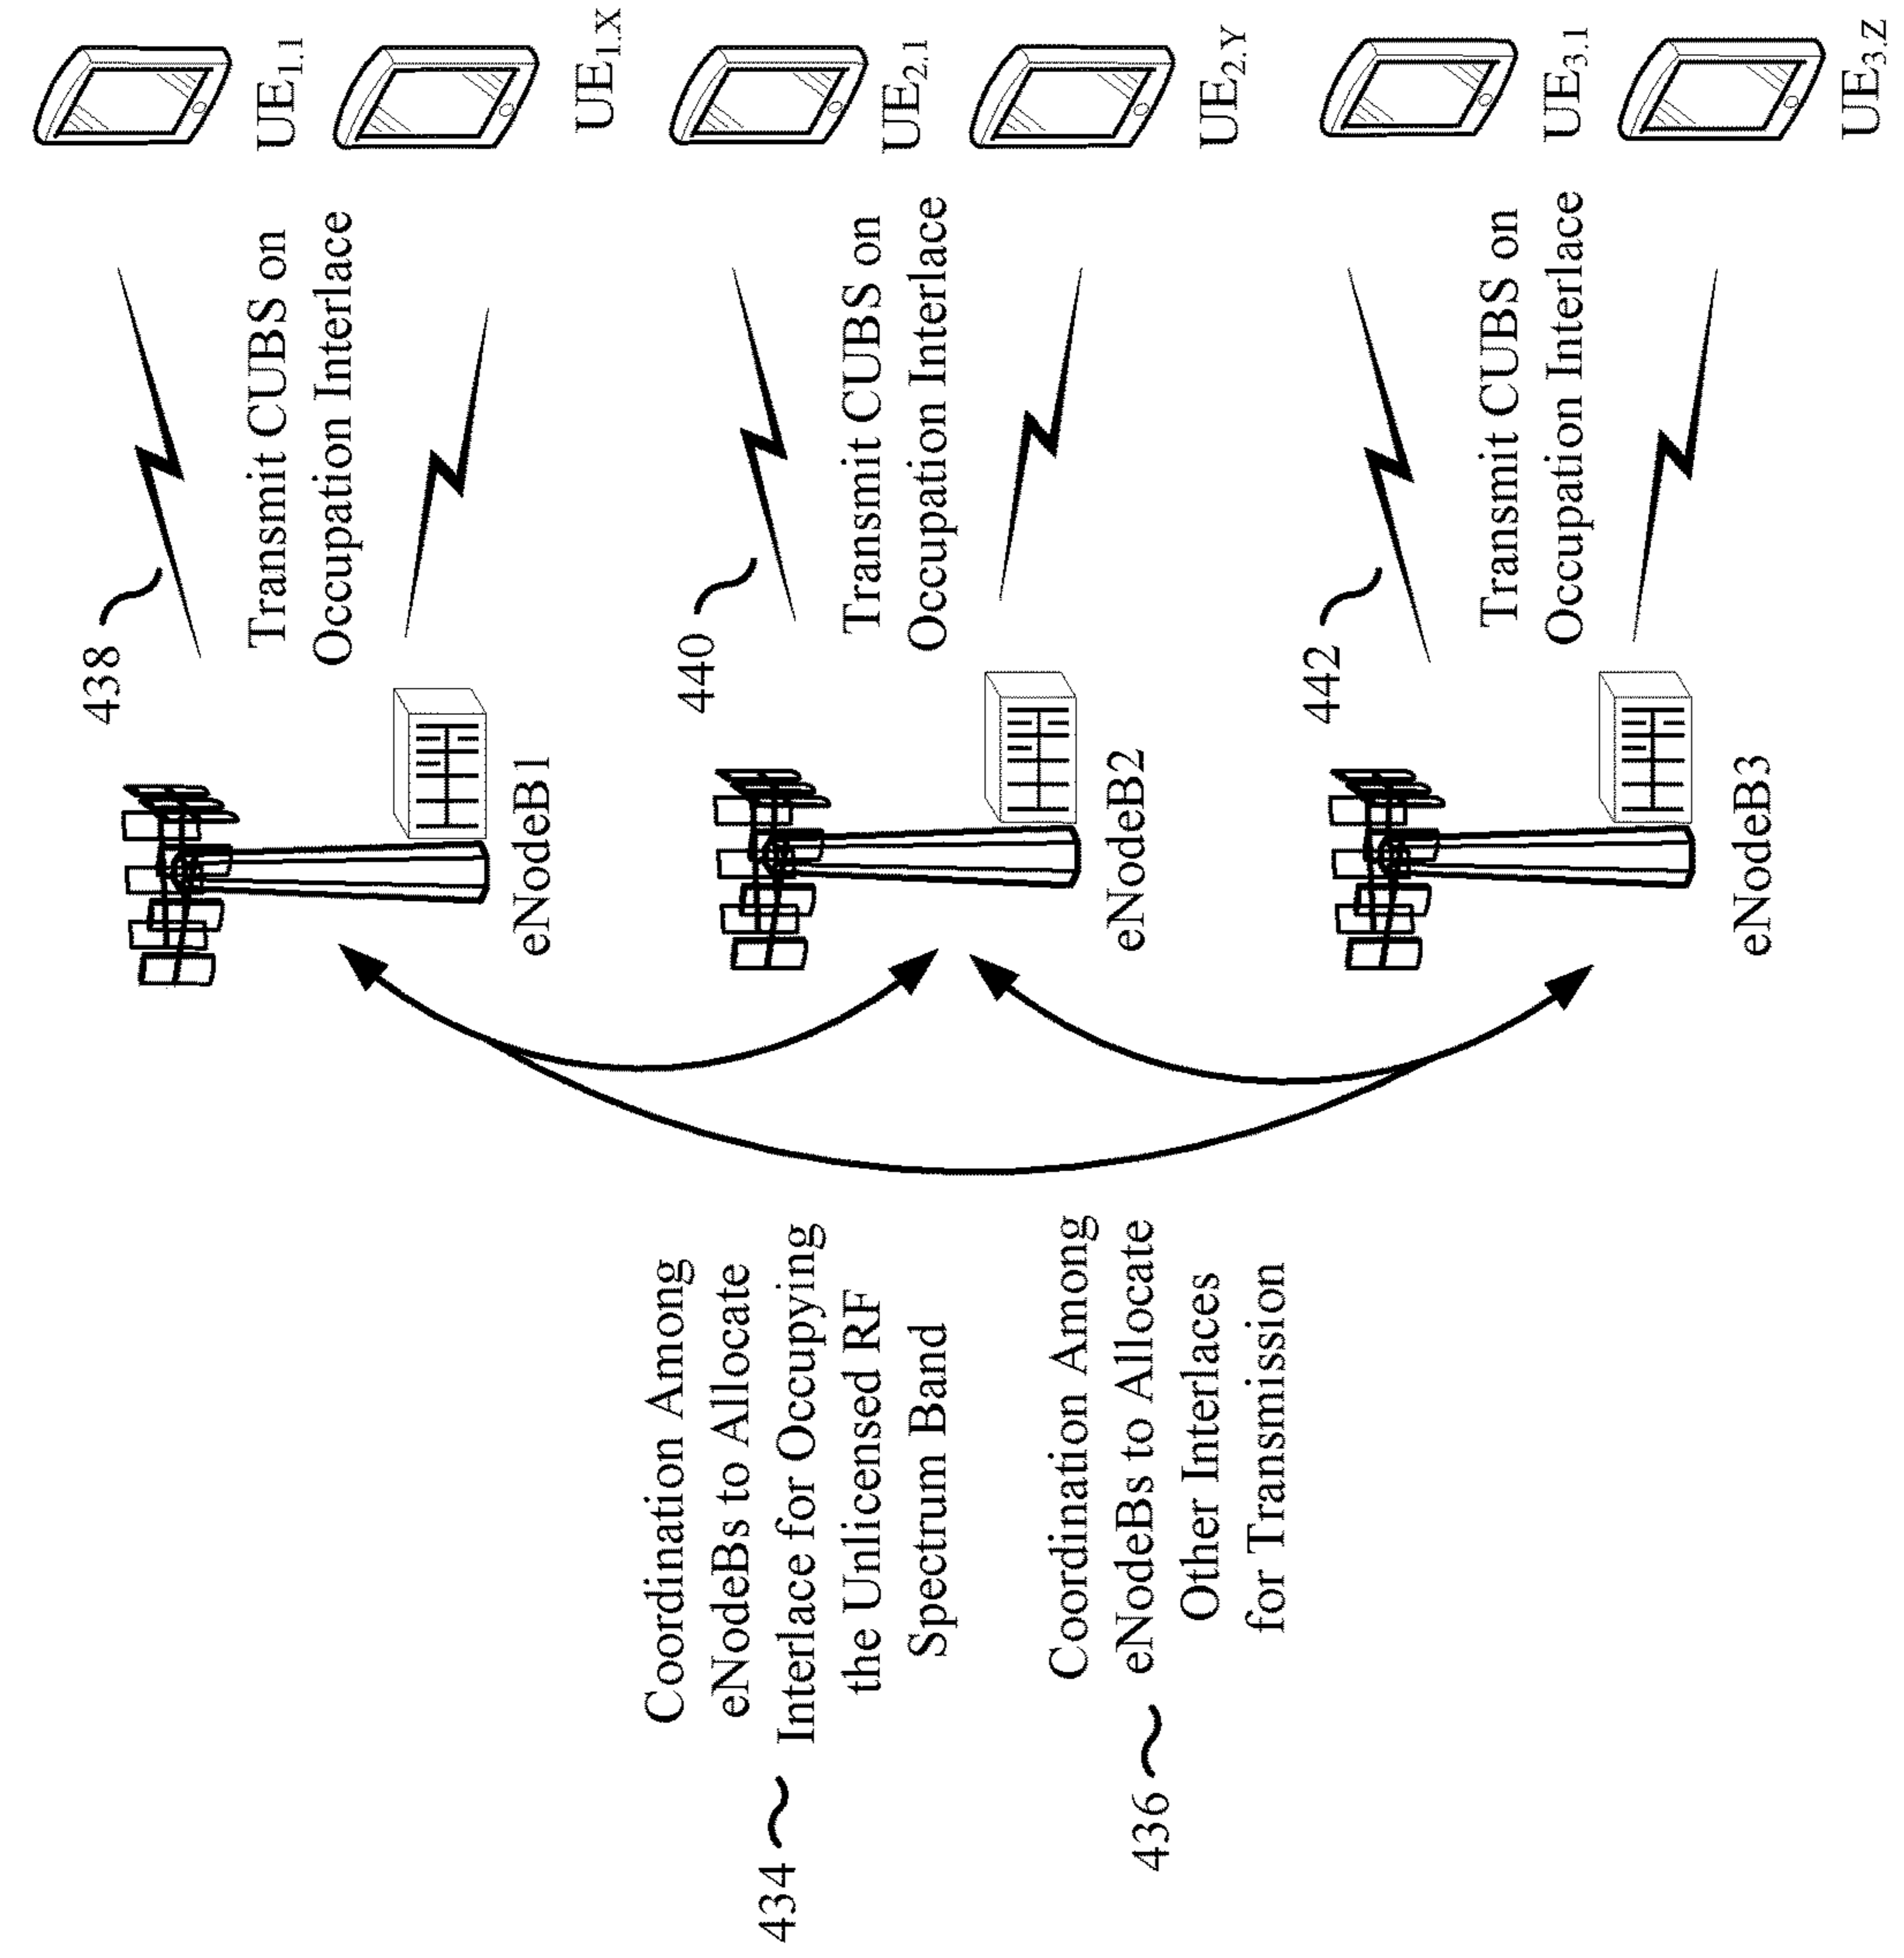 438
Transmit CUBS on
Occupation Interlace
UE1.1
eNodeB1
UE1.X
Coordination Among
eNodeBs to Allocate
434
Interlace for Occupying
the Unlicensed RF
Spectrum Band
440
Transmit CUBS on
Occupation Interlace
UE2.1
eNodeB2
UE2.Y
Coordination Among
436
eNodeBs to Allocate
Other Interlaces
for Transmission
442
Transmit CUBS on
Occupation Interlace
UE3.1
eNodeB3
UE3.Z